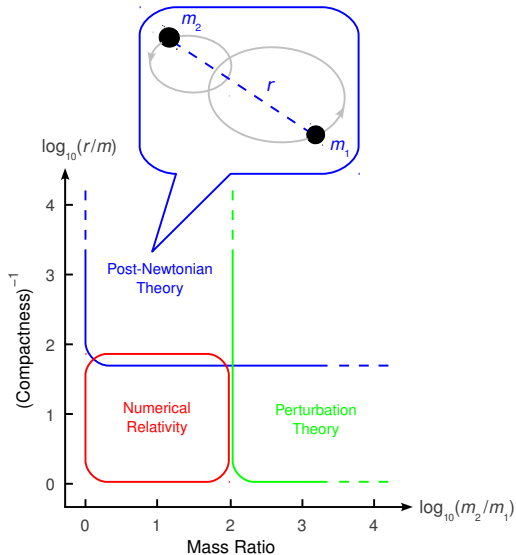 m₂
r
m₁
log₁₀(r/m)
4
3
2
1
0
(Compactness)⁻¹
Post-Newtonian
Theory
Numerical
Relativity
Perturbation
Theory
0
1
2
3
4
log₁₀(m₂/m₁)
Mass Ratio